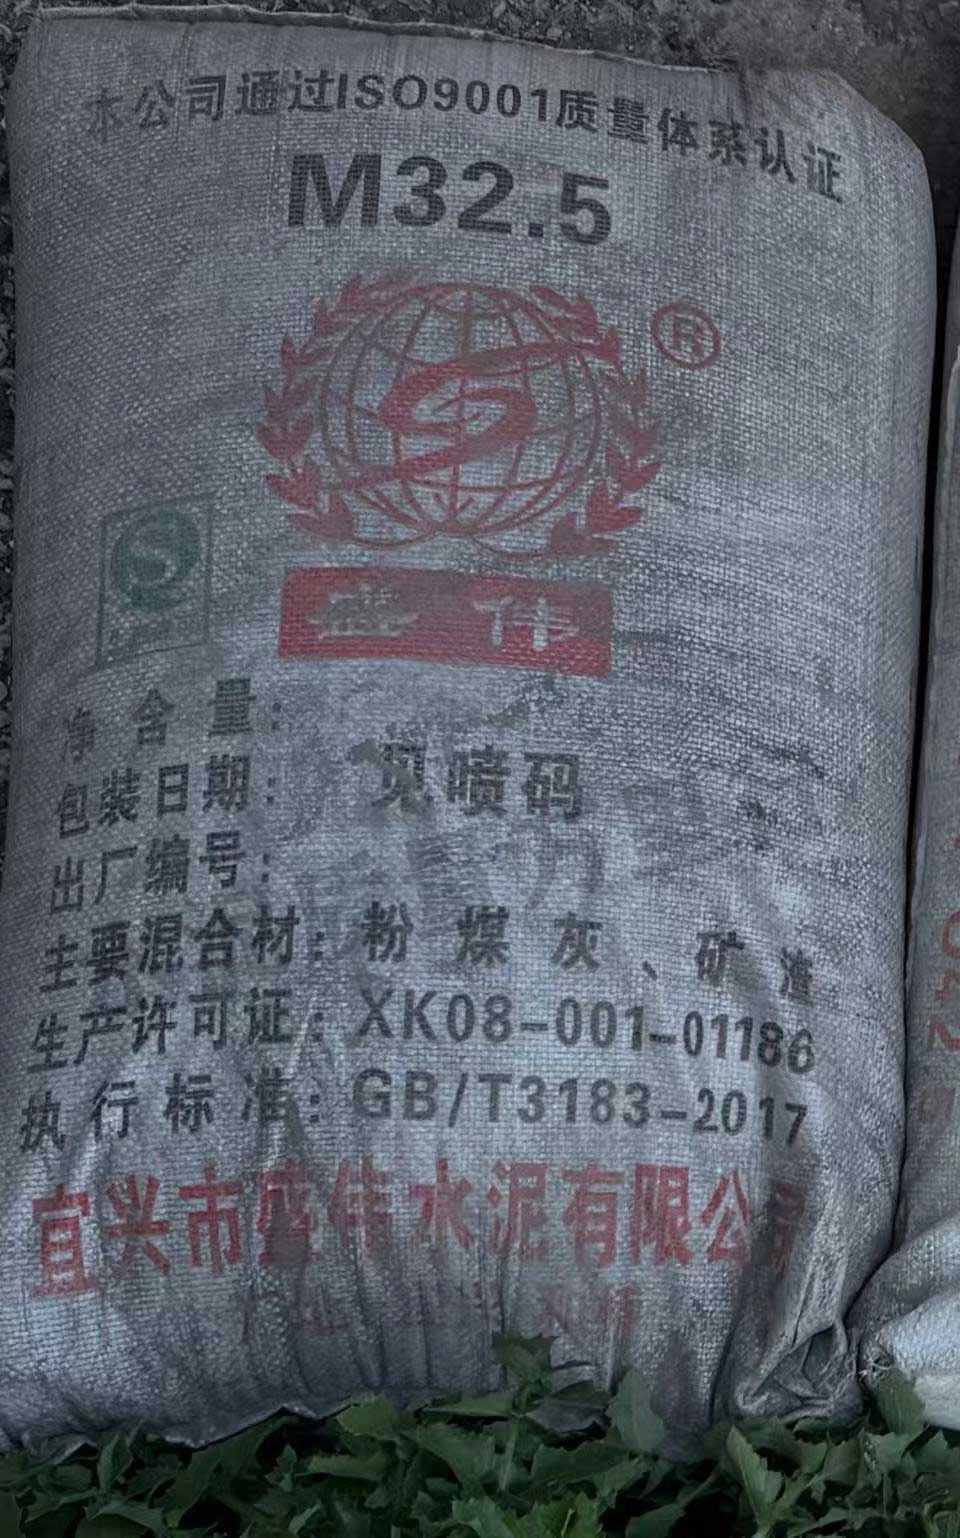 本公司通过ISO9001质量体系认证
M32.5
®
盛伟
净含量:
包装日期: 见喷码
出厂编号:
主要混合材: 粉煤灰、矿渣
生产许可证: XK08-001-01186
执行标准: GB/T3183-2017
宜兴市盛伟水泥有限公司